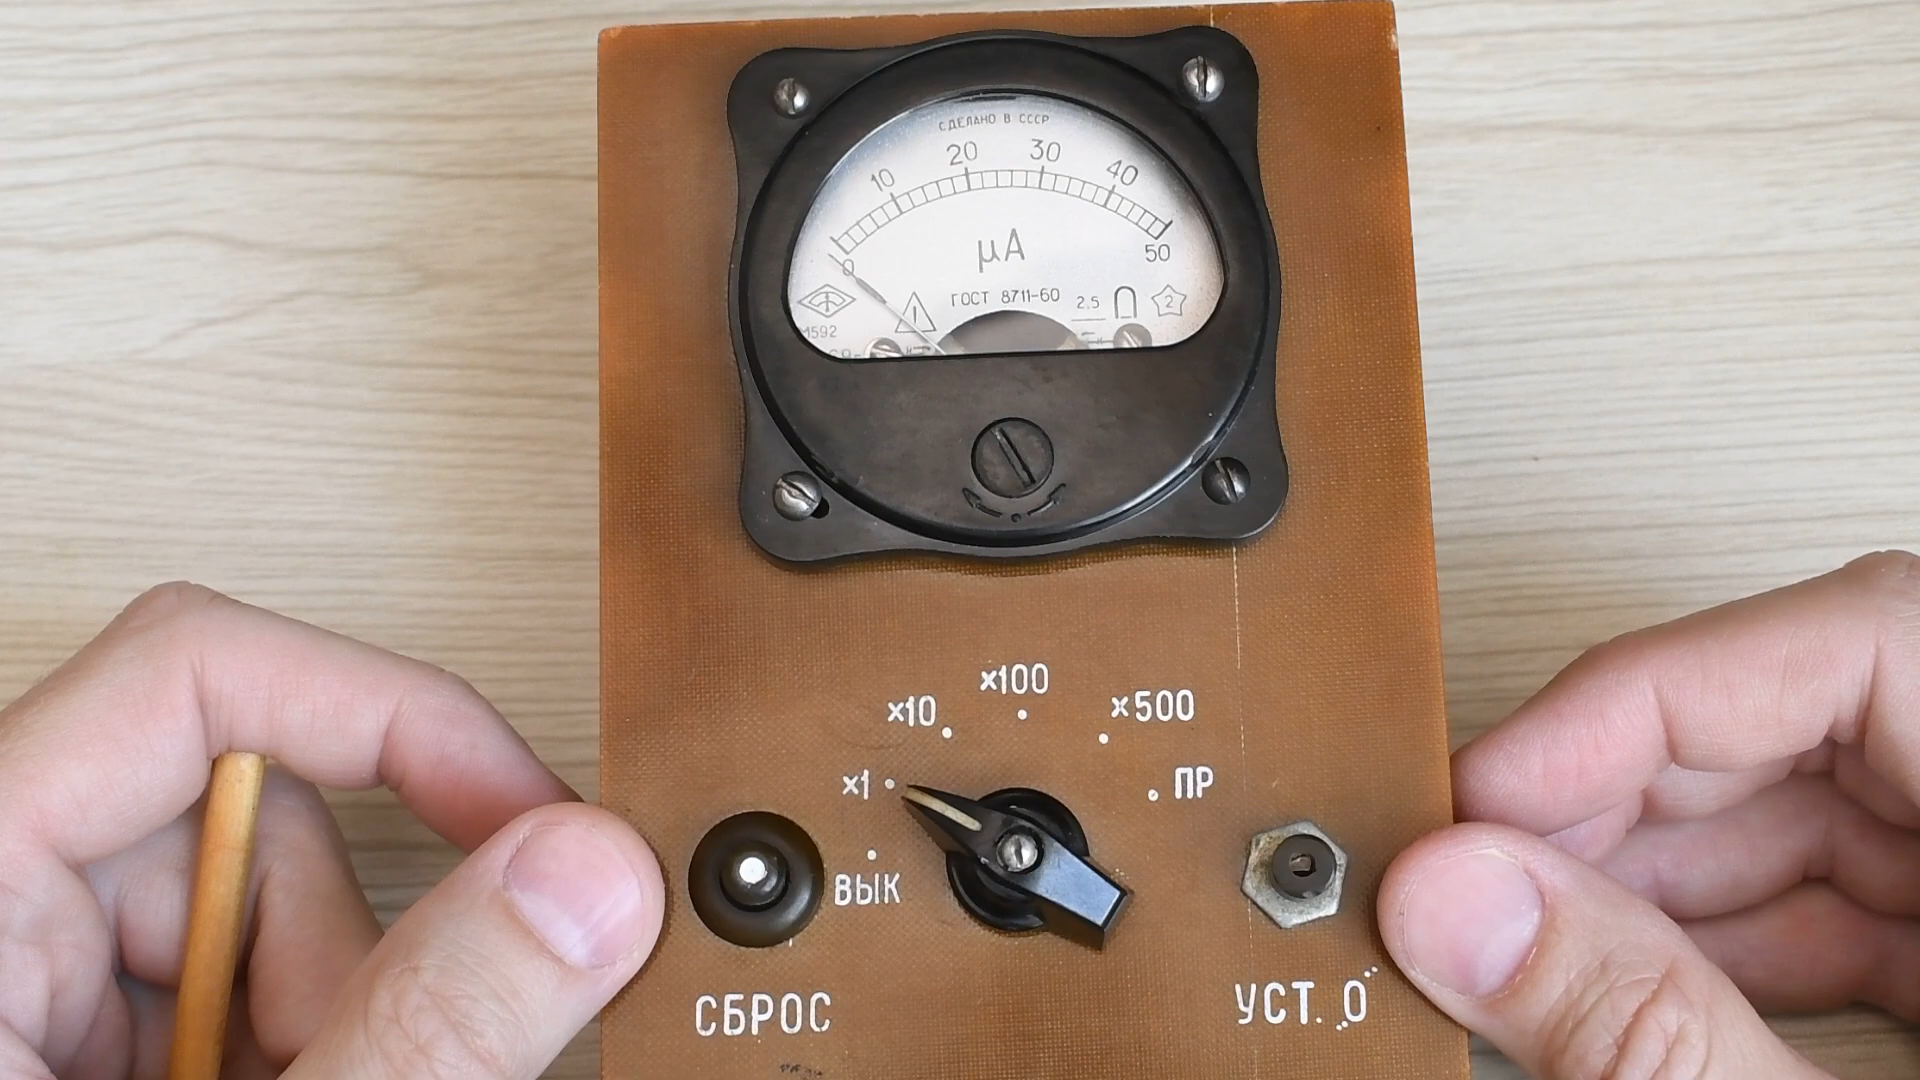 СДЕЛАНО В СССР
0 10 20 30 40 50
μA
ГОСТ 8711-60 2.5 2
М592
×100
×10 ×500
×1 ПР
ВЫК
СБРОС УСТ. „0"